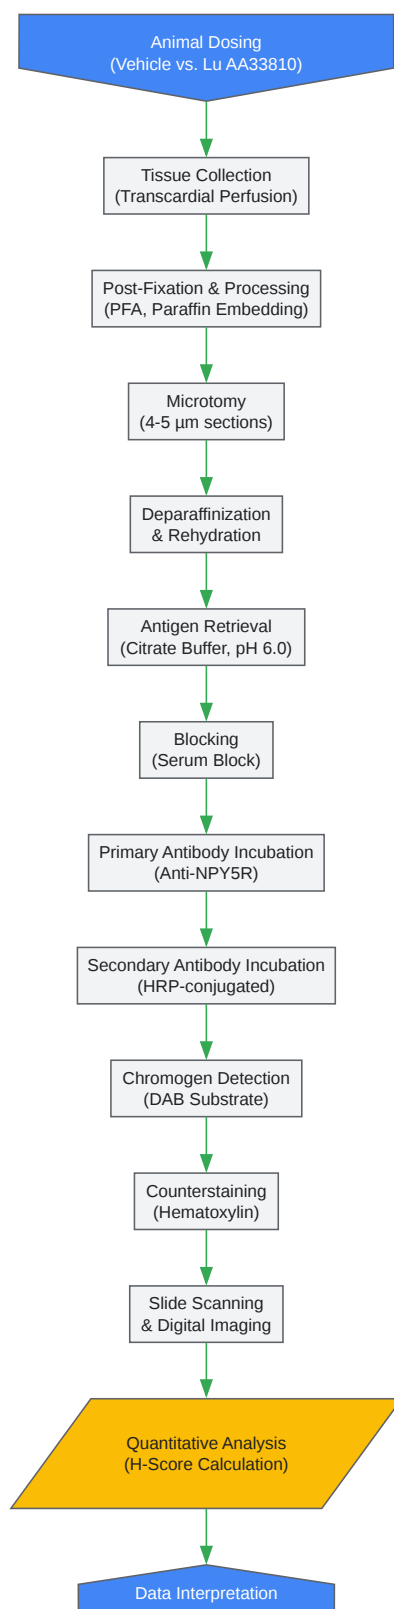 Animal Dosing
(Vehicle vs. Lu AA33810)
Tissue Collection
(Transcardial Perfusion)
Post-Fixation & Processing
(PFA, Paraffin Embedding)
Microtomy
(4-5 µm sections)
Deparaffinization
& Rehydration
Antigen Retrieval
(Citrate Buffer, pH 6.0)
Blocking
(Serum Block)
Primary Antibody Incubation
(Anti-NPY5R)
Secondary Antibody Incubation
(HRP-conjugated)
Chromogen Detection
(DAB Substrate)
Counterstaining
(Hematoxylin)
Slide Scanning
& Digital Imaging
Quantitative Analysis
(H-Score Calculation)
Data Interpretation